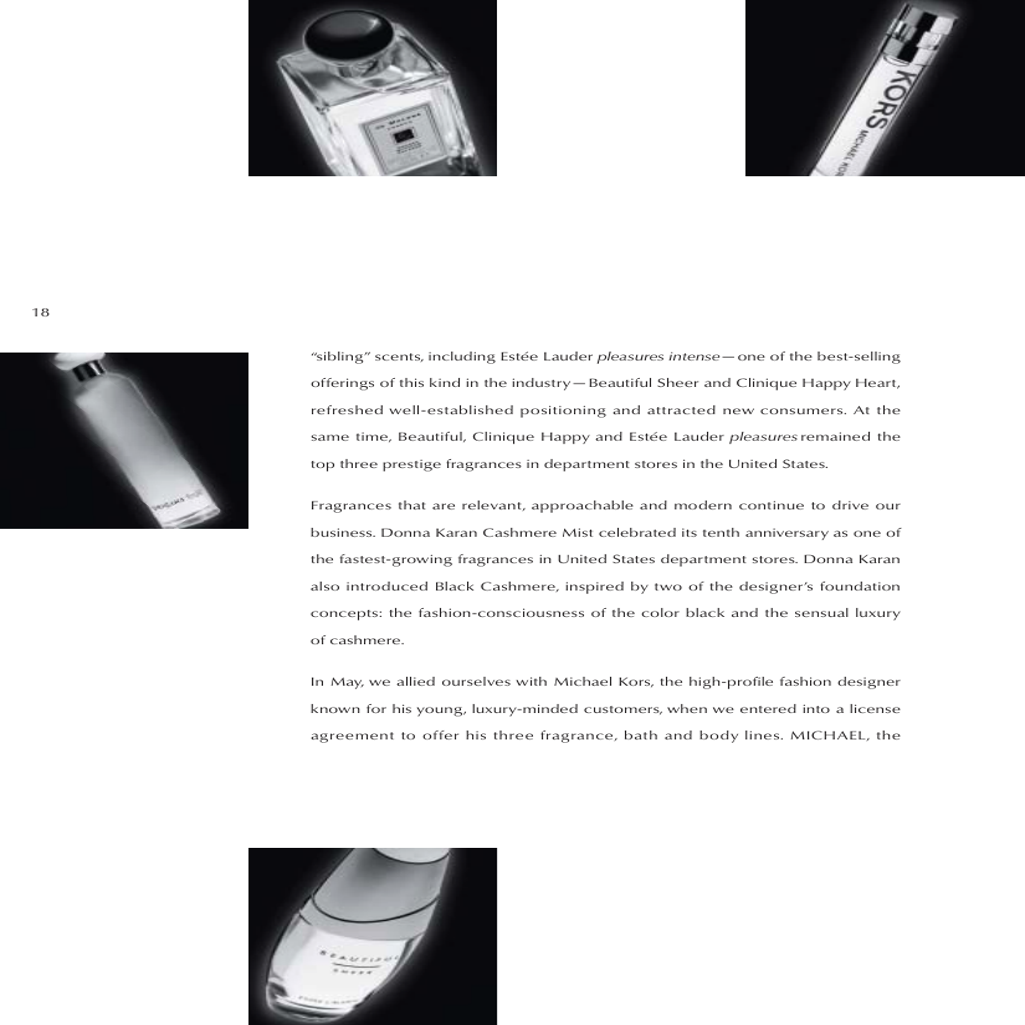 JO MALONE
LONDON
KORS
MICHAEL KORS
18
“sibling” scents, including Estée Lauder pleasures intense—one of the best-selling
offerings of this kind in the industry—Beautiful Sheer and Clinique Happy Heart,
refreshed well-established positioning and attracted new consumers. At the
same time, Beautiful, Clinique Happy and Estée Lauder pleasures remained the
top three prestige fragrances in department stores in the United States.
Fragrances that are relevant, approachable and modern continue to drive our
business. Donna Karan Cashmere Mist celebrated its tenth anniversary as one of
the fastest-growing fragrances in United States department stores. Donna Karan
also introduced Black Cashmere, inspired by two of the designer’s foundation
concepts: the fashion-consciousness of the color black and the sensual luxury
of cashmere.
In May, we allied ourselves with Michael Kors, the high-profile fashion designer
known for his young, luxury-minded customers, when we entered into a license
agreement to offer his three fragrance, bath and body lines. MICHAEL, the
BEAUTIFUL
SHEER
ESTEE LAUDER